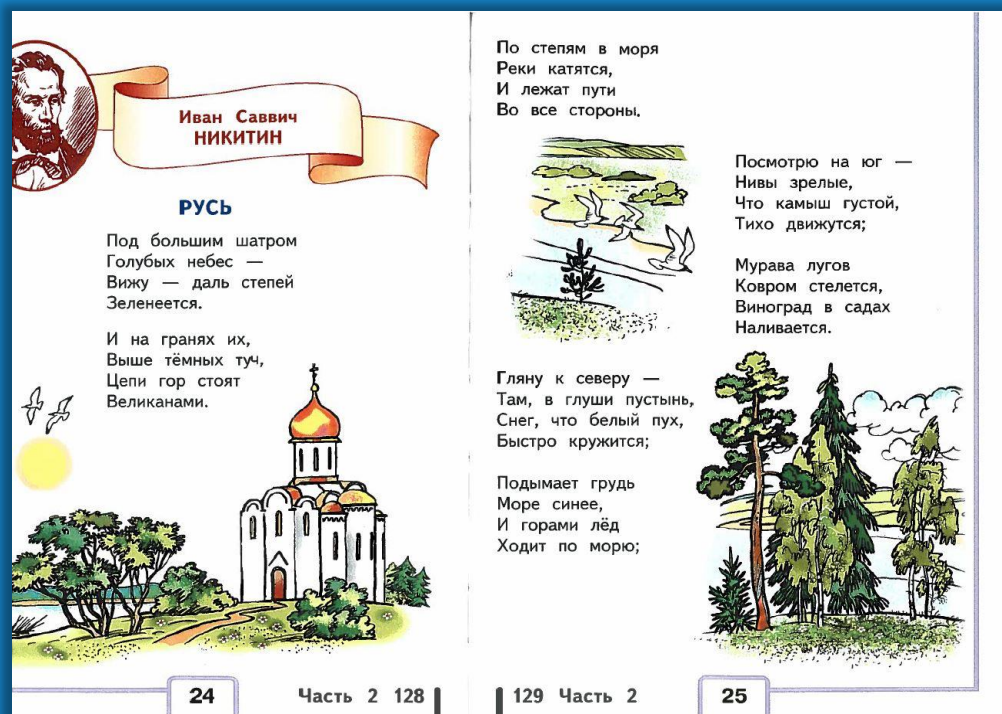 Иван Саввич
НИКИТИН
РУСЬ
Под большим шатром
Голубых небес —
Вижу — даль степей
Зеленеется.
И на гранях их,
Выше тёмных туч,
Цепи гор стоят
Великанами.
24
Часть 2 128
По степям в моря
Реки катятся,
И лежат пути
Во все стороны.
Посмотрю на юг —
Нивы зрелые,
Что камыш густой,
Тихо движутся;
Мурава лугов
Ковром стелется,
Виноград в садах
Наливается.
Гляну к северу —
Там, в глуши пустынь,
Снег, что белый пух,
Быстро кружится;
Подымает грудь
Море синее,
И горами лёд
Ходит по морю;
129 Часть 2
25